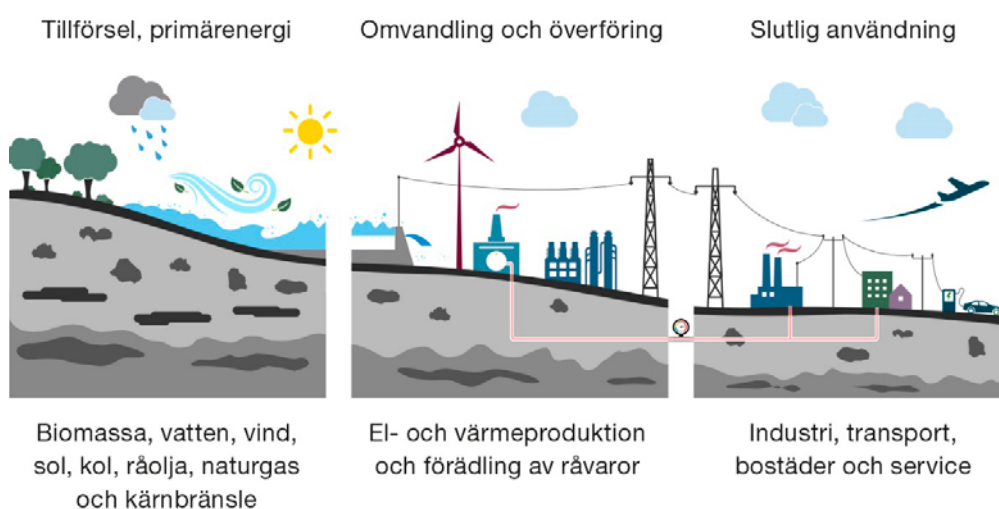 Tillförsel, primärenergi
Omvandling och överföring
Slutlig användning
Biomassa, vatten, vind,
sol, kol, råolja, naturgas
och kärnbränsle
El- och värmeproduktion
och förädling av råvaror
Industri, transport,
bostäder och service